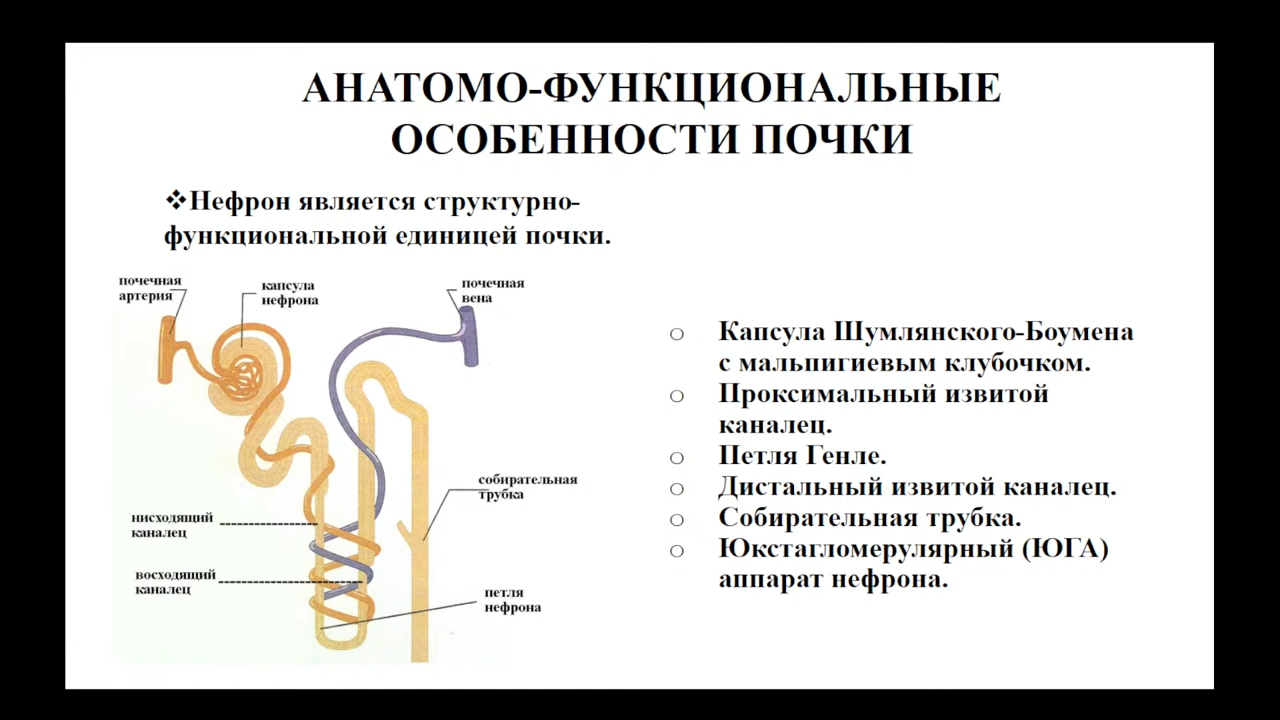 АНАТОМО-ФУНКЦИОНАЛЬНЫЕ
ОСОБЕННОСТИ ПОЧКИ
❖Нефрон является структурно-
функциональной единицей почки.
почечная
артерия
капсула
нефрона
почечная
вена
собирательная
трубка
нисходящий
каналец
восходящий
каналец
петля
нефрона
o Капсула Шумлянского-Боумена
с мальпигиевым клубочком.
o Проксимальный извитой
каналец.
o Петля Генле.
o Дистальный извитой каналец.
o Собирательная трубка.
o Юкстагломерулярный (ЮГА)
аппарат нефрона.